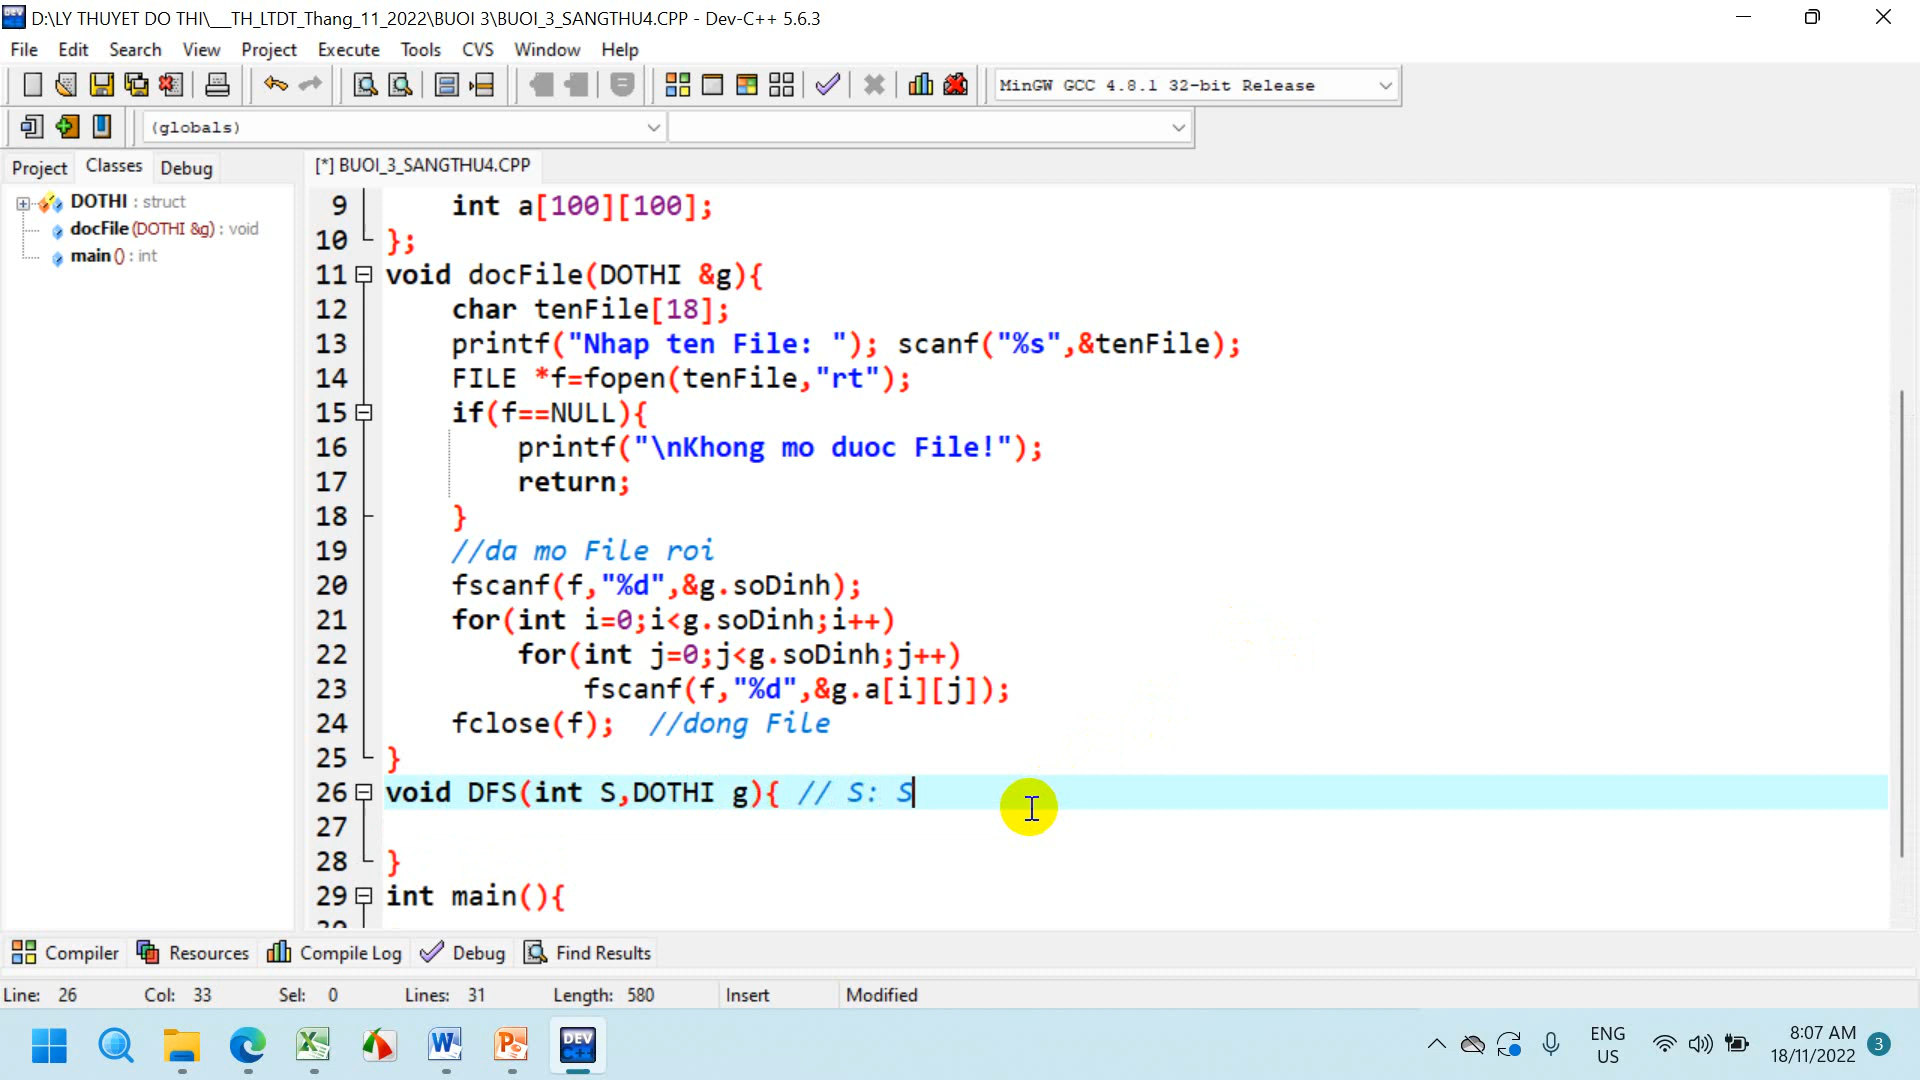 D:\LY THUYET DO THI\___TH_LTDT_Thang_11_2022\BUOI 3\BUOI_3_SANGTHU4.CPP - Dev-C++ 5.6.3
File Edit Search View Project Execute Tools CVS Window Help
MinGW GCC 4.8.1 32-bit Release
(globals)
Project Classes Debug
[*] BUOI_3_SANGTHU4.CPP
DOTHI : struct
docFile (DOTHI &g) : void
main () : int
9 int a[100][100];
10 };
11 void docFile(DOTHI &g){
12 char tenFile[18];
13 printf("Nhap ten File: "); scanf("%s",&tenFile);
14 FILE *f=fopen(tenFile,"rt");
15 if(f==NULL){
16 printf("\nKhong mo duoc File!");
17 return;
18 }
19 //da mo File roi
20 fscanf(f,"%d",&g.soDinh);
21 for(int i=0;i<g.soDinh;i++)
22 for(int j=0;j<g.soDinh;j++)
23 fscanf(f,"%d",&g.a[i][j]);
24 fclose(f); //dong File
25 }
26 void DFS(int S,DOTHI g){ // S: S
27
28 }
29 int main(){
Compiler Resources Compile Log Debug Find Results
Line: 26 Col: 33 Sel: 0 Lines: 31 Length: 580 Insert Modified
DEV C++
ENG
US
8:07 AM
18/11/2022
3